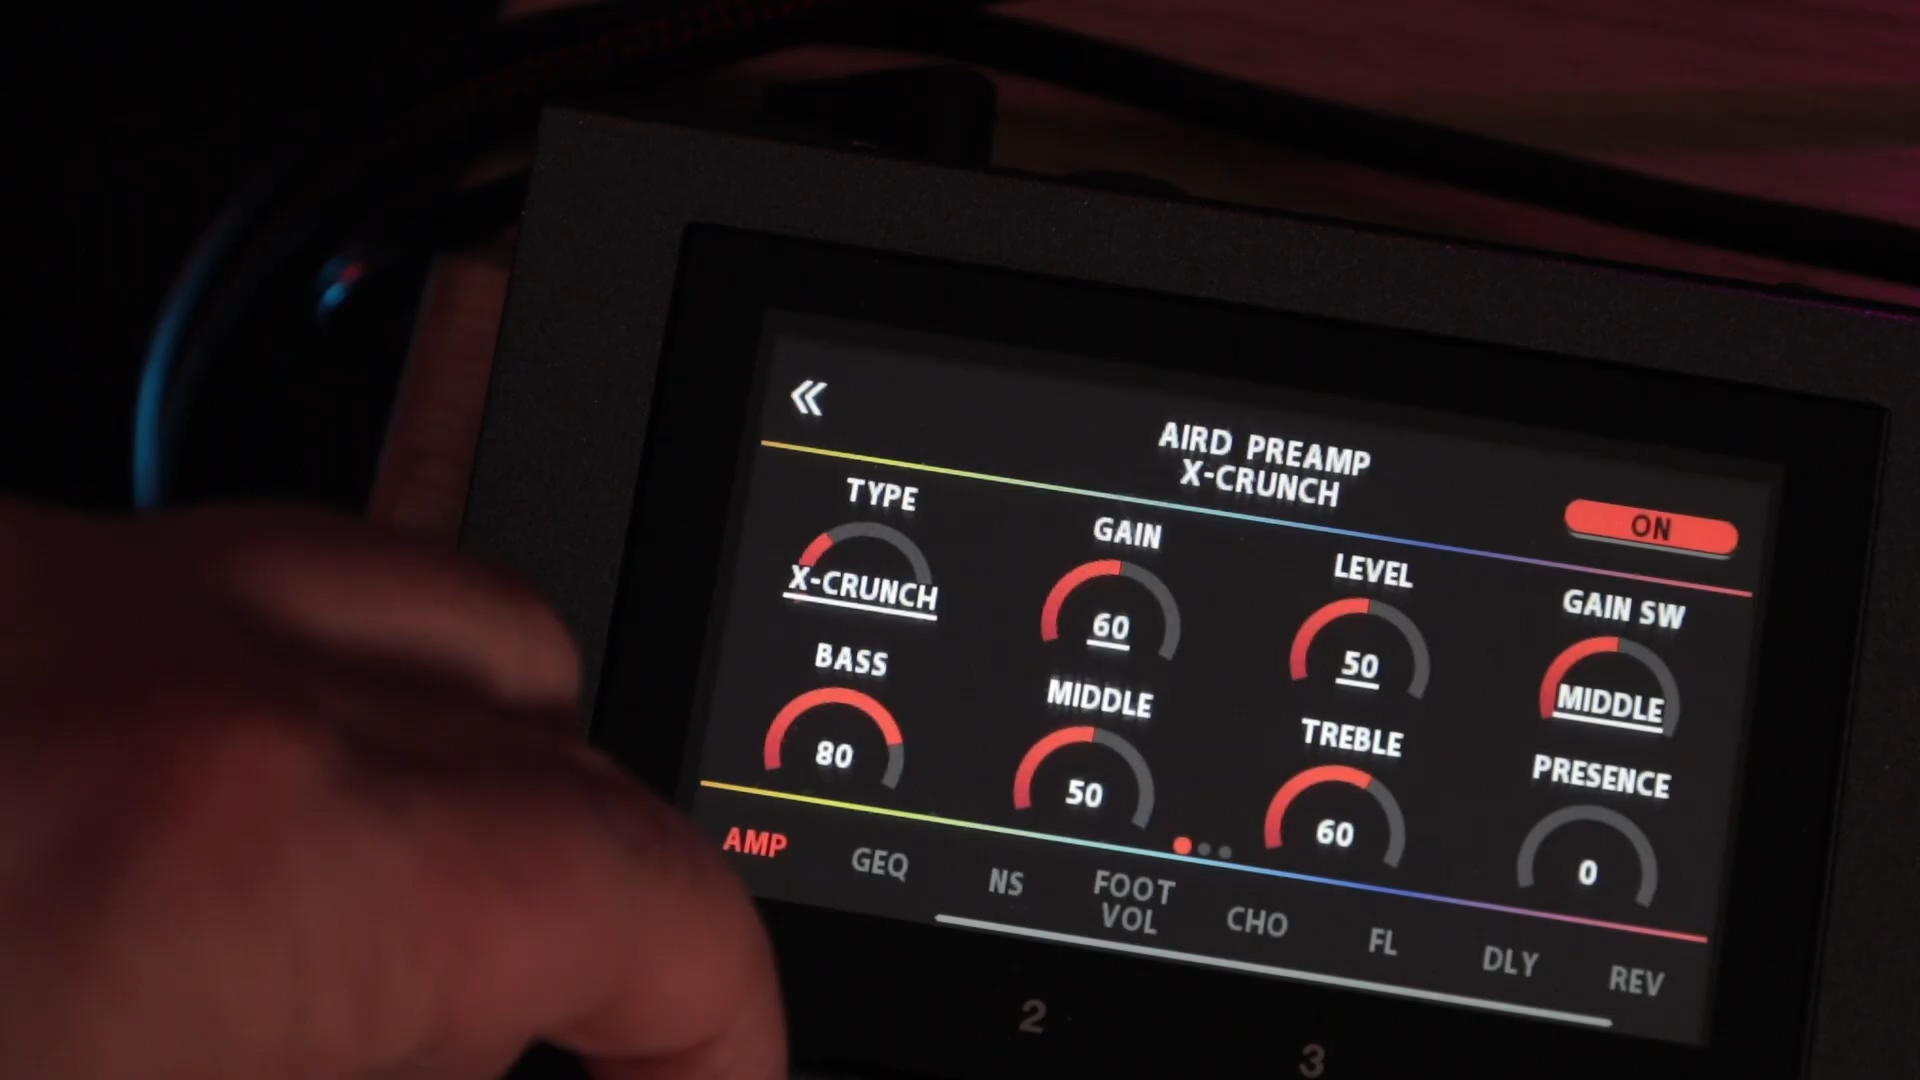 AIRD PREAMP
X-CRUNCH
ON
TYPE
X-CRUNCH
GAIN
60
LEVEL
50
GAIN SW
MIDDLE
BASS
80
MIDDLE
50
TREBLE
60
PRESENCE
0
AMP
GEQ
NS
FOOT
VOL
CHO
FL
DLY
REV
2
3